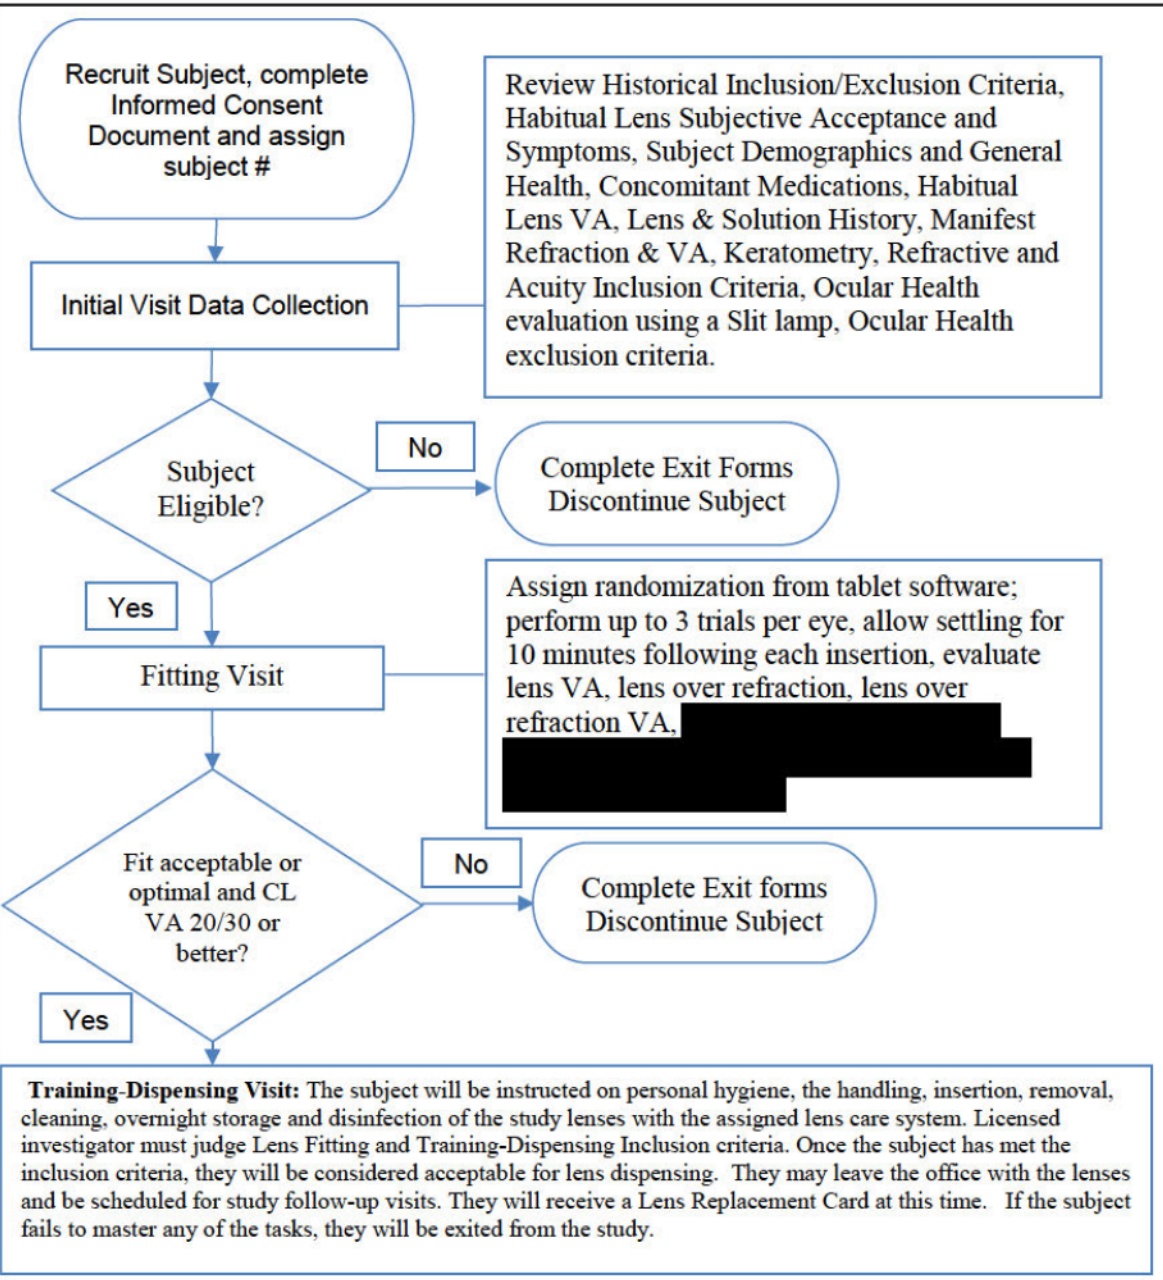 Recruit Subject, complete
Informed Consent
Document and assign
subject #
Review Historical Inclusion/Exclusion Criteria,
Habitual Lens Subjective Acceptance and
Symptoms, Subject Demographics and General
Health, Concomitant Medications, Habitual
Lens VA, Lens & Solution History, Manifest
Refraction & VA, Keratometry, Refractive and
Acuity Inclusion Criteria, Ocular Health
evaluation using a Slit lamp, Ocular Health
exclusion criteria.
Initial Visit Data Collection
Subject
Eligible?
No
Complete Exit Forms
Discontinue Subject
Yes
Assign randomization from tablet software;
perform up to 3 trials per eye, allow settling for
10 minutes following each insertion, evaluate
lens VA, lens over refraction, lens over
refraction VA,
Fitting Visit
Fit acceptable or
optimal and CL
VA 20/30 or
better?
No
Complete Exit forms
Discontinue Subject
Yes
Training-Dispensing Visit: The subject will be instructed on personal hygiene, the handling, insertion, removal,
cleaning, overnight storage and disinfection of the study lenses with the assigned lens care system. Licensed
investigator must judge Lens Fitting and Training-Dispensing Inclusion criteria. Once the subject has met the
inclusion criteria, they will be considered acceptable for lens dispensing. They may leave the office with the lenses
and be scheduled for study follow-up visits. They will receive a Lens Replacement Card at this time. If the subject
fails to master any of the tasks, they will be exited from the study.